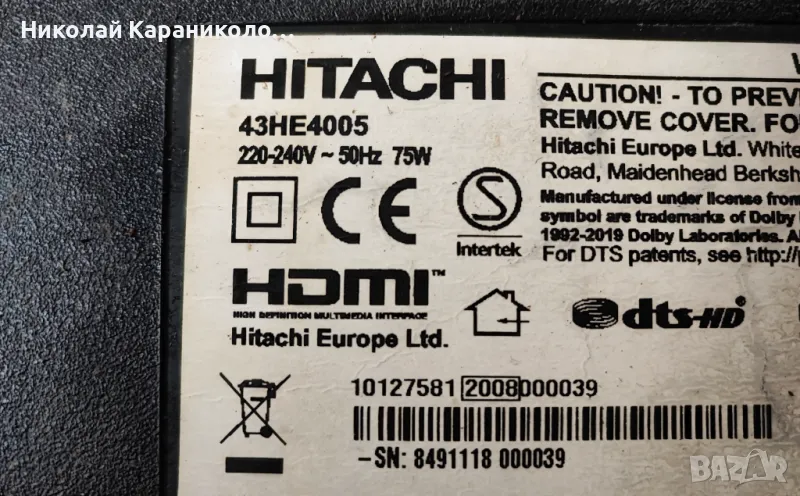 Николай Караниколо...
HITACHI
43HE4005
220-240V ~ 50Hz 75W
Intertek
HDMI™
HIGH DEFINITION MULTIMEDIA INTERFACE
Hitachi Europe Ltd.
CAUTION! - TO PREV
REMOVE COVER. FO
Hitachi Europe Ltd. White
Road, Maidenhead Berksh
Manufactured under license from
symbol are trademarks of Dolby
1992-2019 Dolby Laboratories. A
For DTS patents, see http://
dts-HD
10127581 2008000039
-SN: 8491118 000039
BAZAR